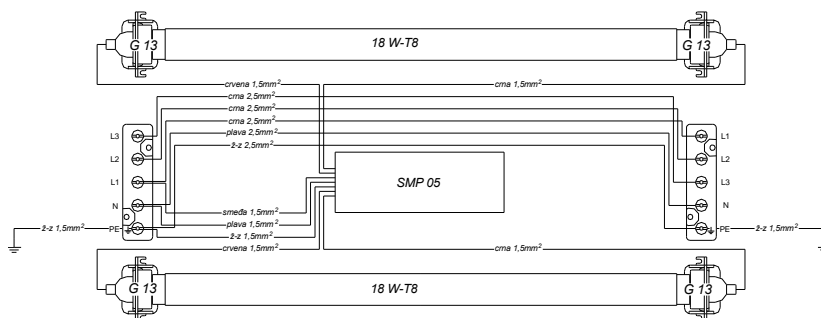 G 13
18 W-T8
G 13
crvena 1,5mm²
crna 1,5mm²
crna 2,5mm²
crna 2,5mm²
crna 2,5mm²
plava 2,5mm²
ž-z 2,5mm²
L3
L2
L1
N
PE
L1
L2
L3
N
PE
SMP 05
smeđa 1,5mm²
plava 1,5mm²
ž-z 1,5mm²
crvena 1,5mm²
crna 1,5mm²
ž-z 1,5mm²
ž-z 1,5mm²
G 13
18 W-T8
G 13